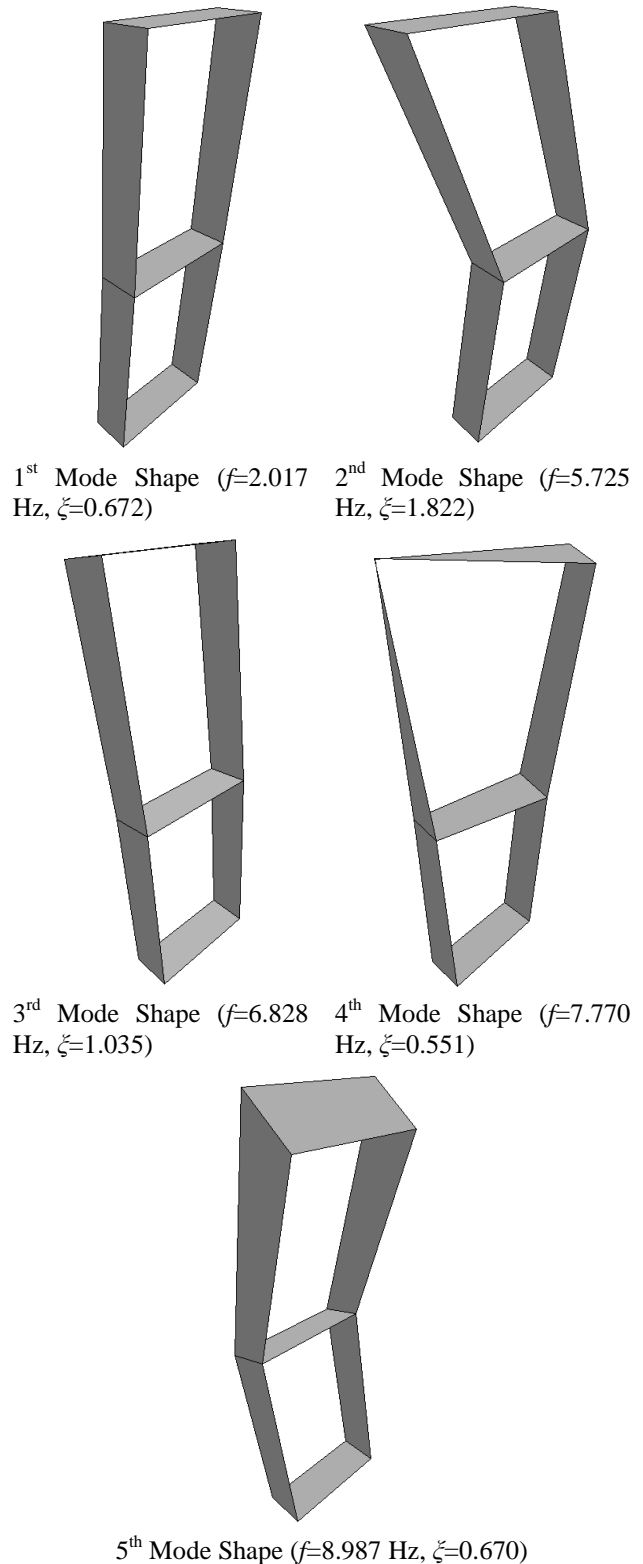 1st Mode Shape (f=2.017
Hz, ξ=0.672)
2nd Mode Shape (f=5.725
Hz, ξ=1.822)
3rd Mode Shape (f=6.828
Hz, ξ=1.035)
4th Mode Shape (f=7.770
Hz, ξ=0.551)
5th Mode Shape (f=8.987 Hz, ξ=0.670)